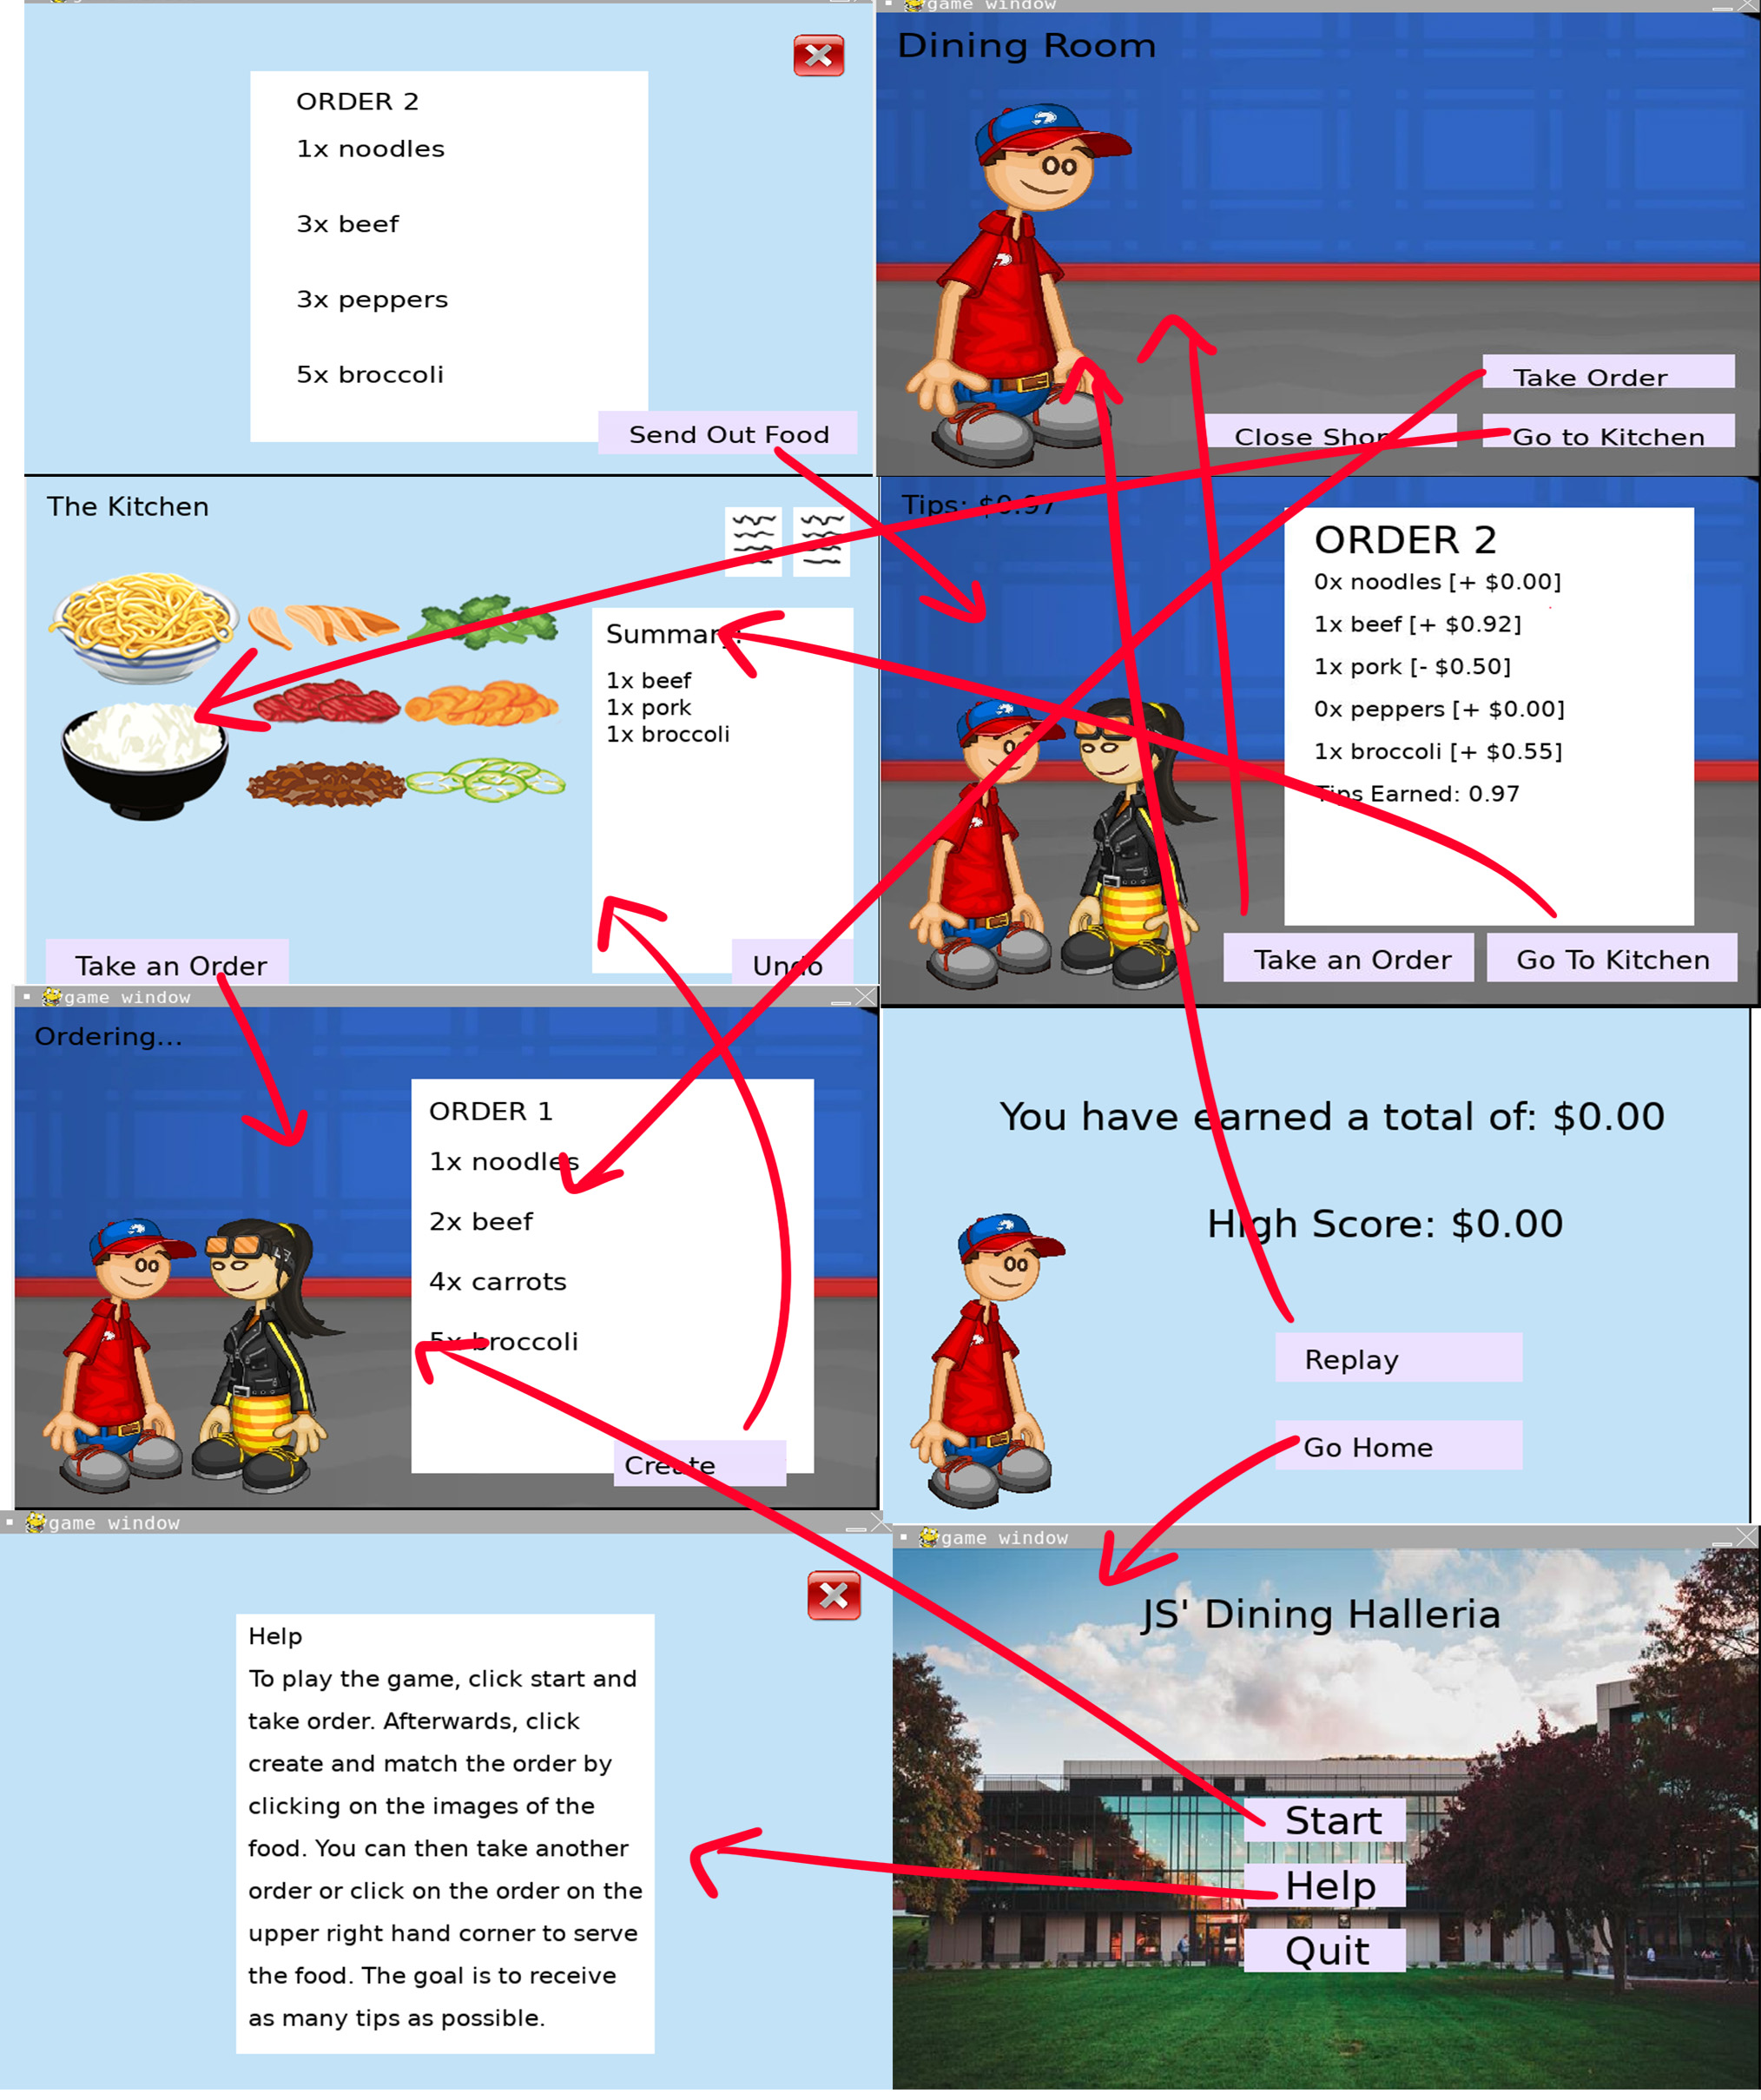 ORDER 2
1x noodles
3x beef
3x peppers
5x broccoli
Send Out Food
game window
Dining Room
Take Order
Close Shop
Go to Kitchen
The Kitchen
Summary:
1x beef
1x pork
1x broccoli
Take an Order
Undo
Tips: $0.97
ORDER 2
0x noodles [+ $0.00]
1x beef [+ $0.92]
1x pork [- $0.50]
0x peppers [+ $0.00]
1x broccoli [+ $0.55]
Tips Earned: 0.97
Take an Order
Go To Kitchen
game window
Ordering...
ORDER 1
1x noodles
2x beef
4x carrots
5x broccoli
Create
You have earned a total of: $0.00
High Score: $0.00
Replay
Go Home
game window
Help
To play the game, click start and
take order. Afterwards, click
create and match the order by
clicking on the images of the
food. You can then take another
order or click on the order on the
upper right hand corner to serve
the food. The goal is to receive
as many tips as possible.
game window
JS' Dining Halleria
Start
Help
Quit